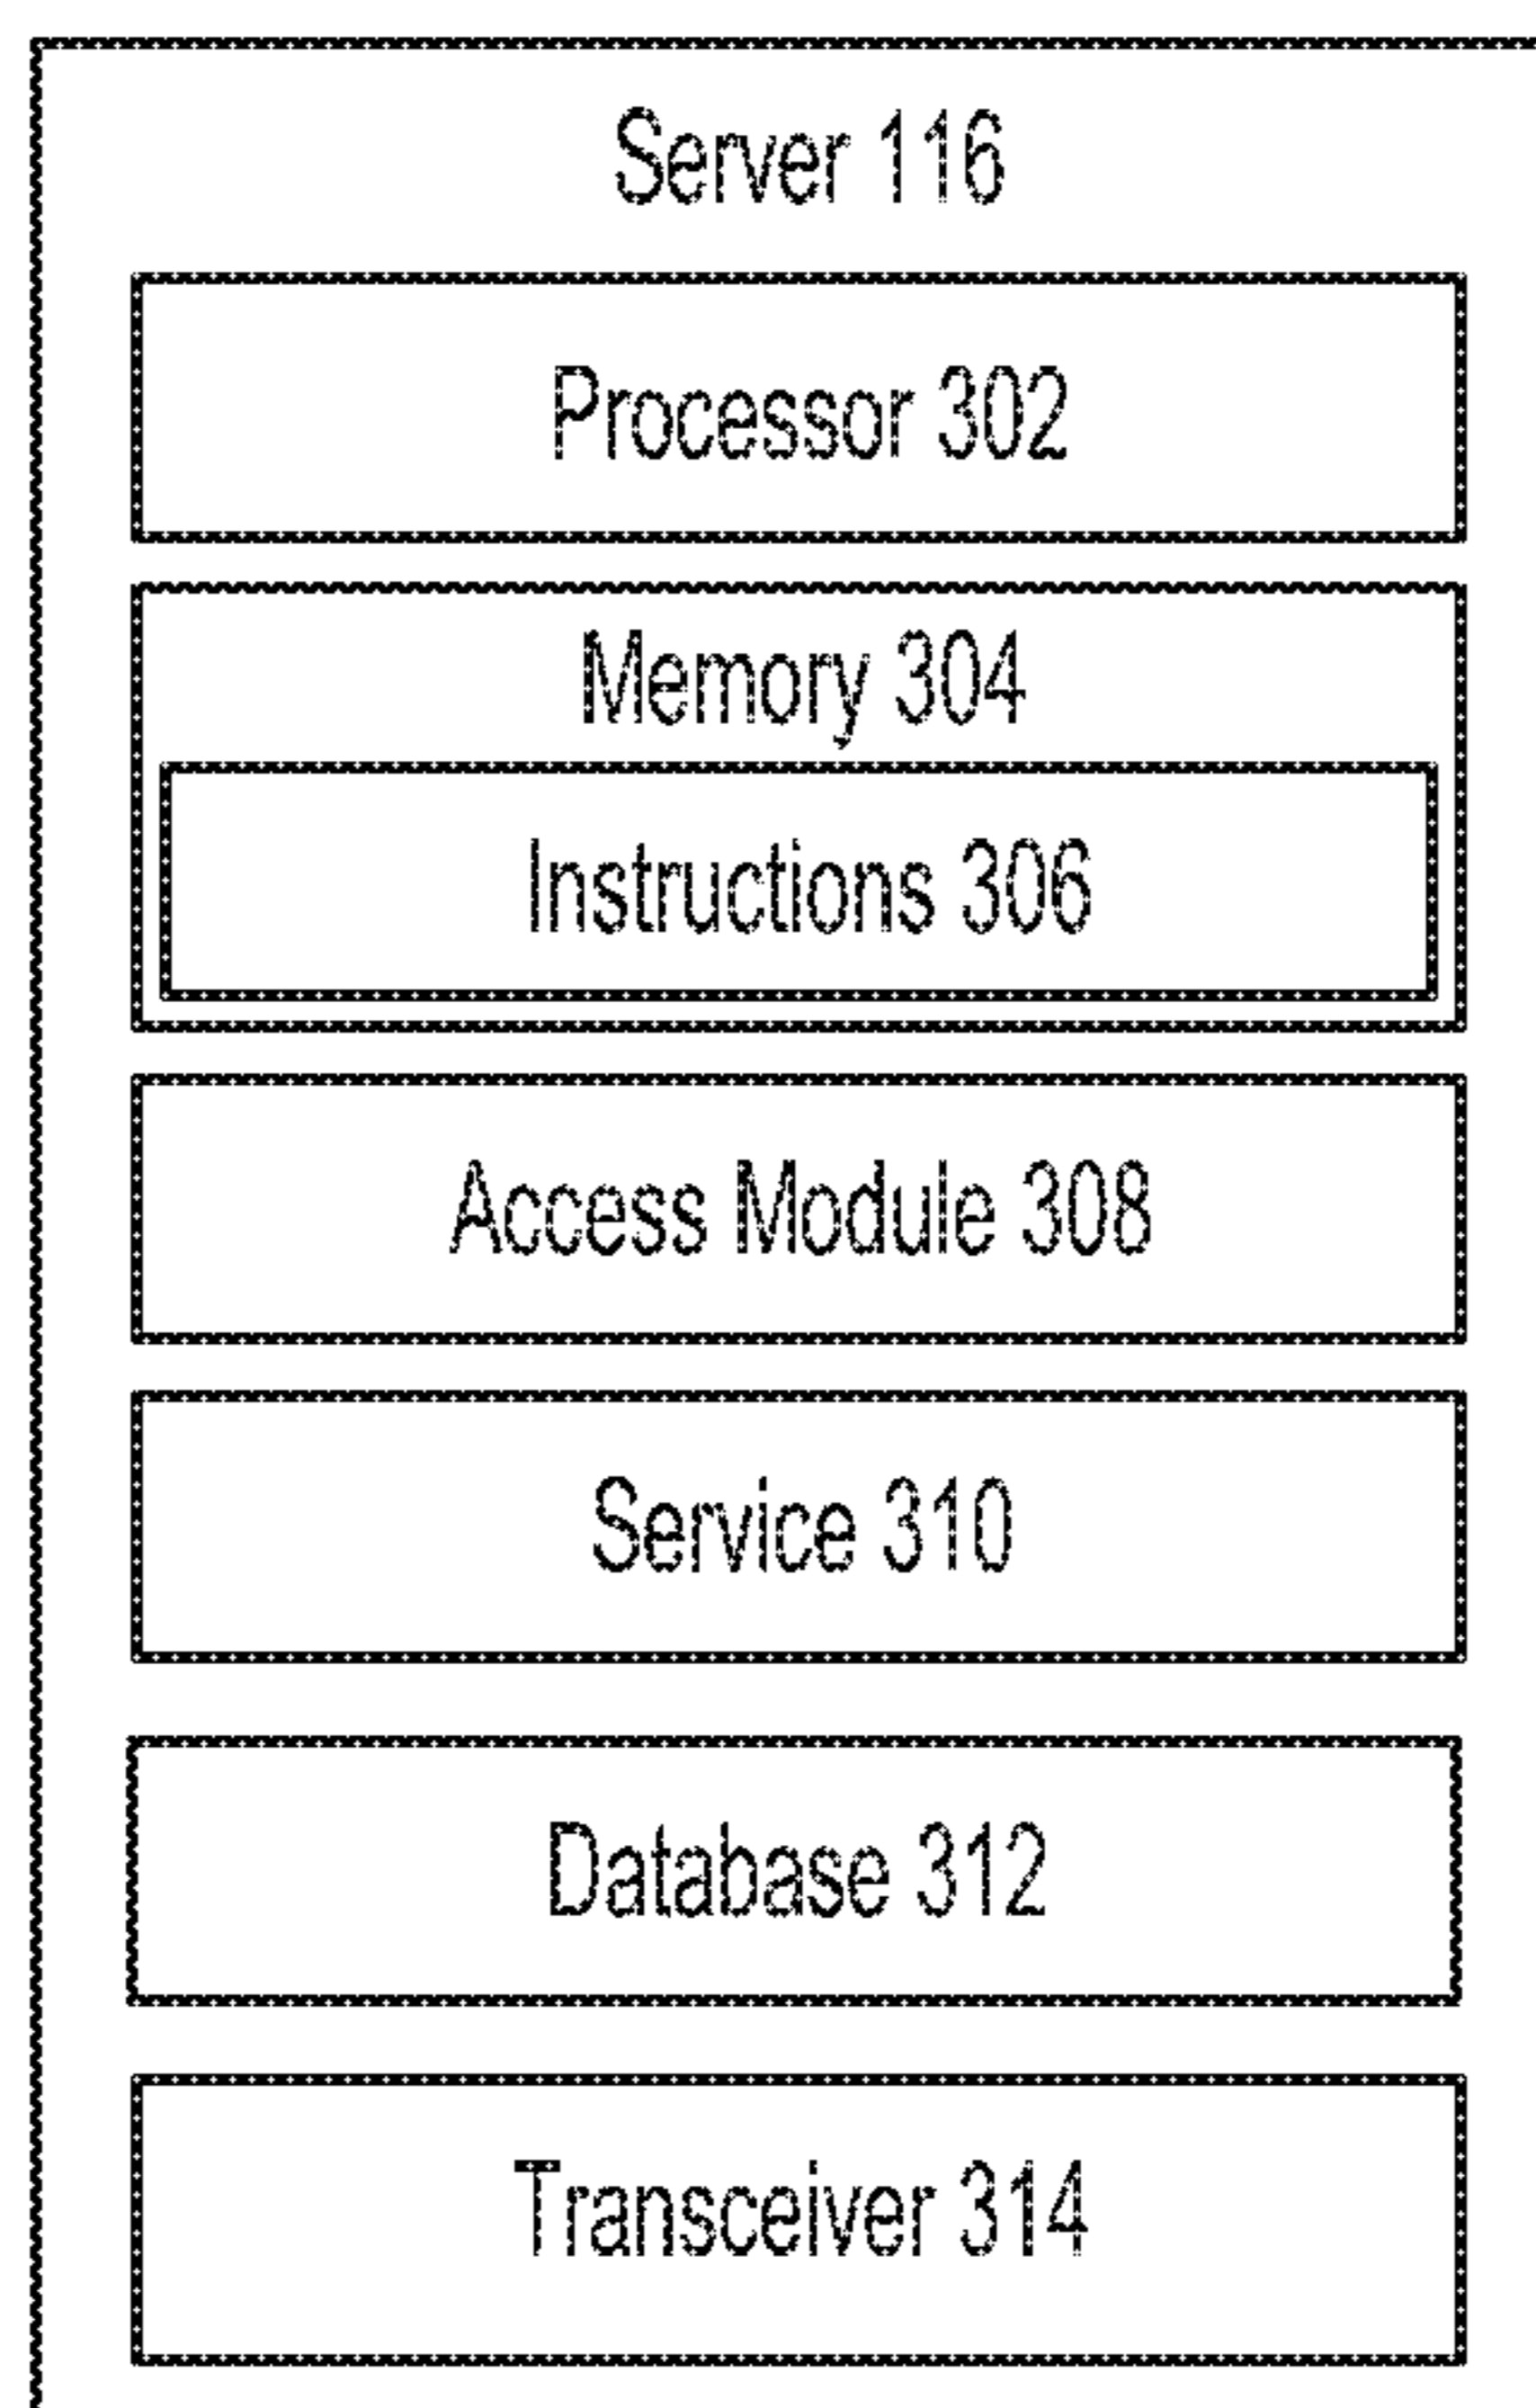 Server 116
Processor 302
Memory 304
Instructions 306
Access Module 308
Service 310
Database 312
Transceiver 314